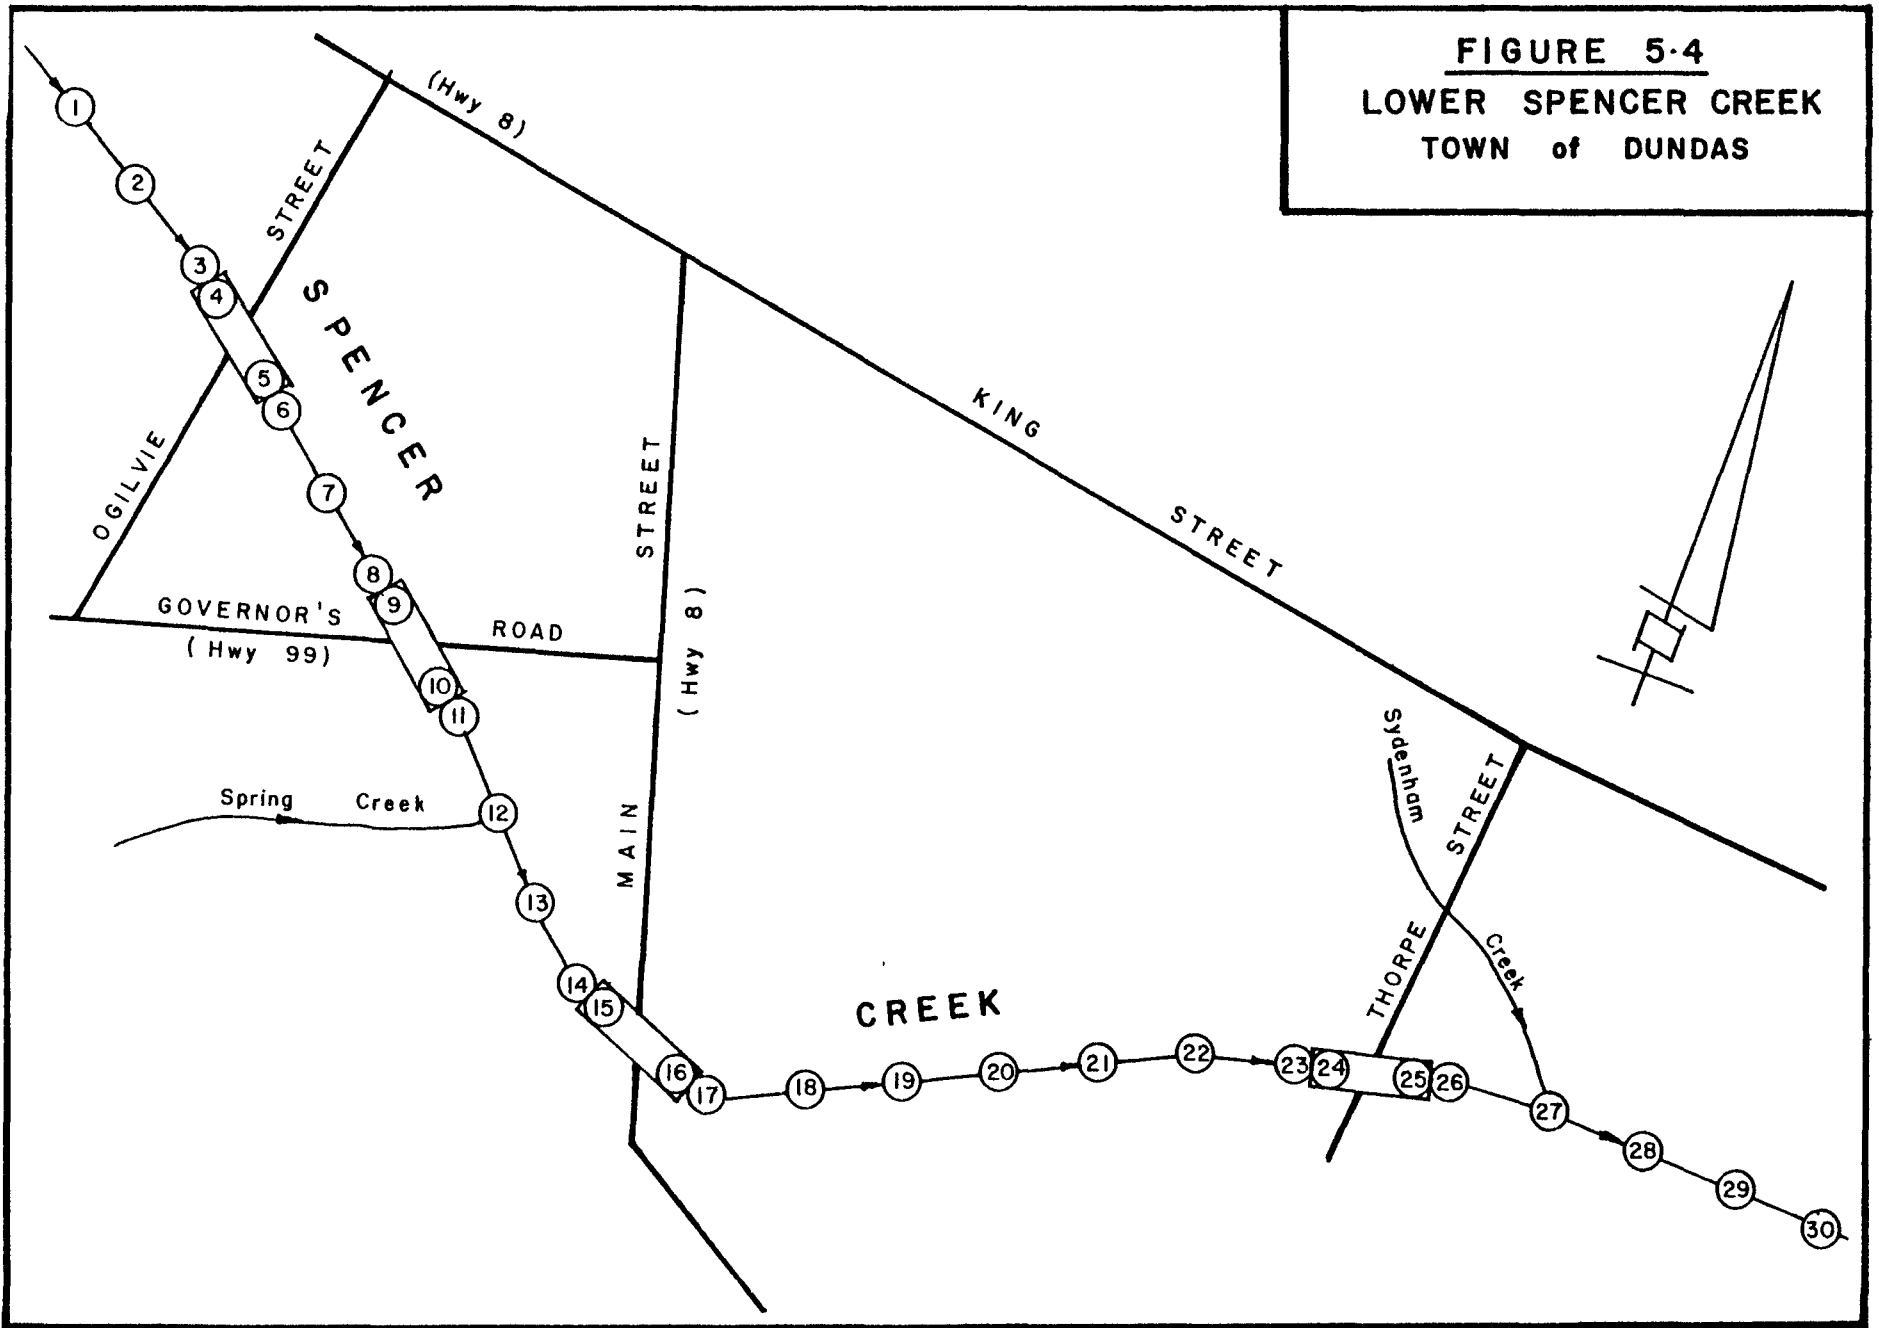 FIGURE 5·4
LOWER SPENCER CREEK
TOWN of DUNDAS
(Hwy 8)
KING STREET
OGILVIE STREET
SPENCER CREEK
GOVERNOR'S ROAD
(Hwy 99)
MAIN STREET
(Hwy 8)
Spring Creek
Sydenham Creek
THORPE STREET
1
2
3
4
5
6
7
8
9
10
11
12
13
14
15
16
17
18
19
20
21
22
23
24
25
26
27
28
29
30